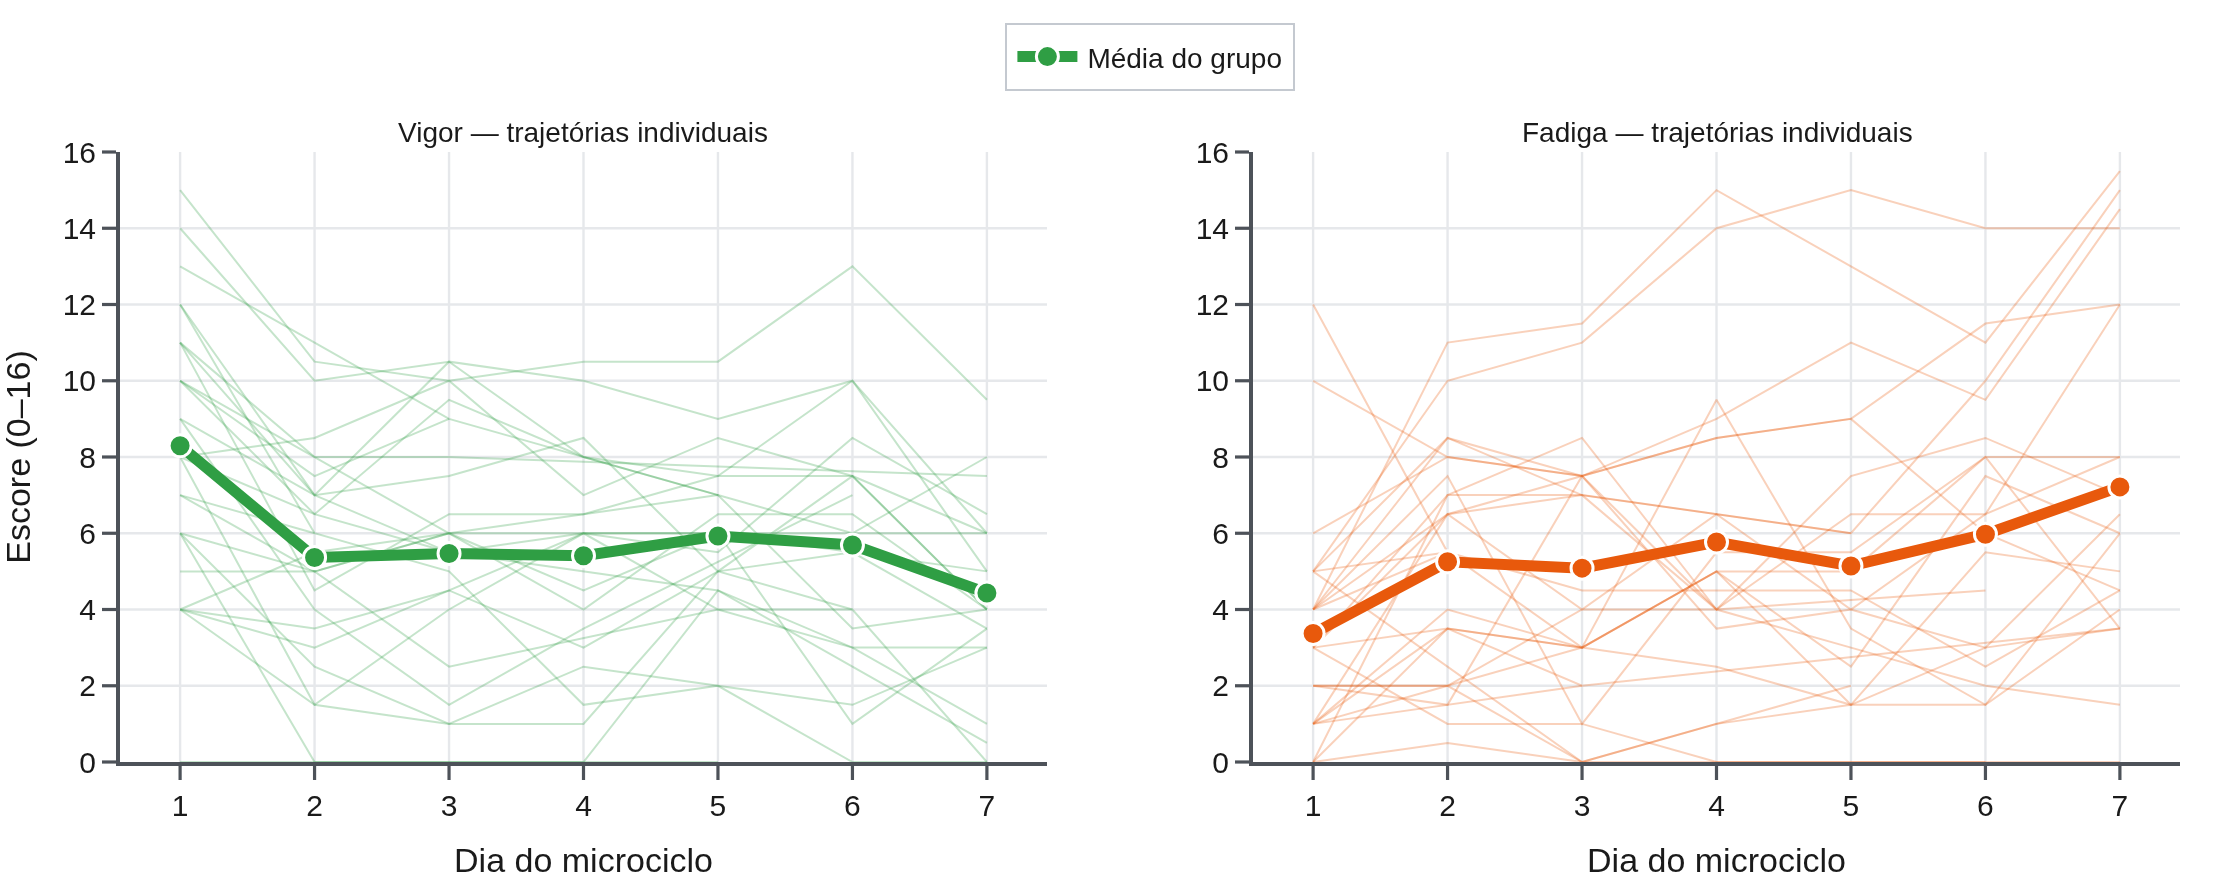 Média do grupo
Vigor — trajetórias individuais
Escore (0–16)
16
14
12
10
8
6
4
2
0
1 2 3 4 5 6 7
Dia do microciclo
Fadiga — trajetórias individuais
16
14
12
10
8
6
4
2
0
1 2 3 4 5 6 7
Dia do microciclo